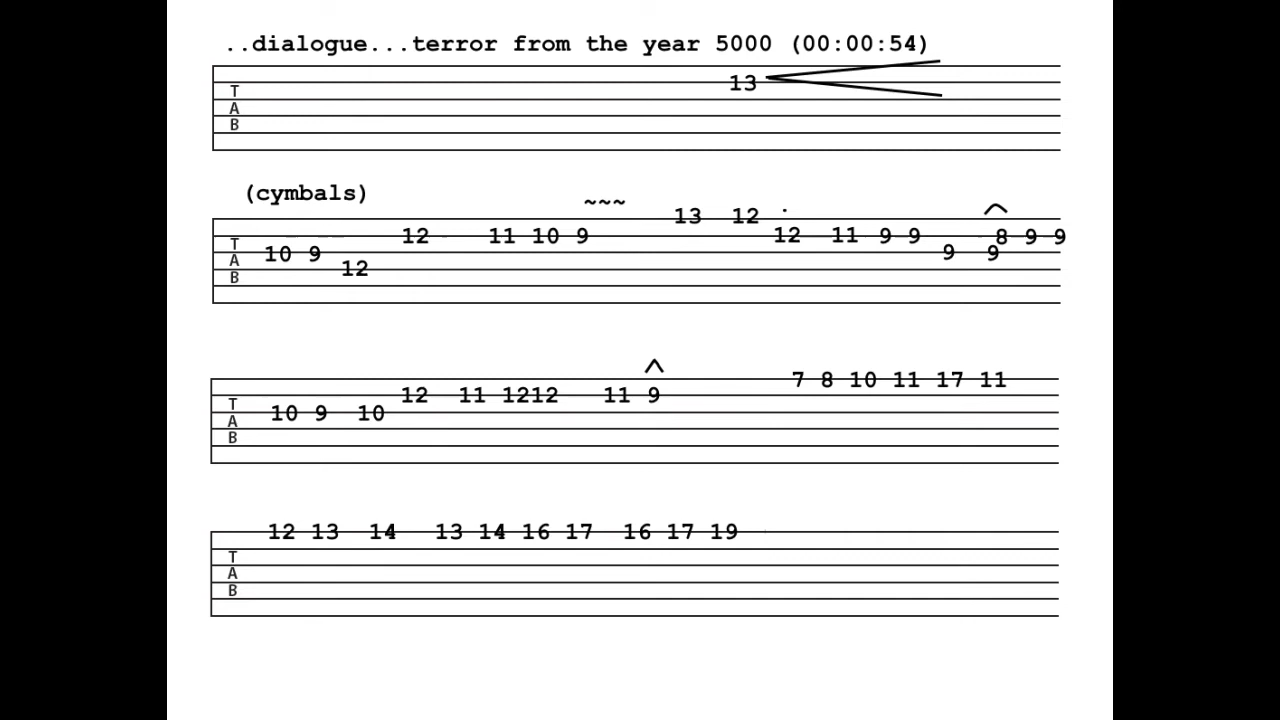 ..dialogue...terror from the year 5000 (00:00:54)
13
T
A
B
(cymbals)
~~~
13 12 .
12 11 10 9 12 11 9 9 8 9 9
10 9 9 9
12
T
A
B
^
7 8 10 11 17 11
12 11 1212 11 9
10 9 10
T
A
B
12 13 14 13 14 16 17 16 17 19
T
A
B